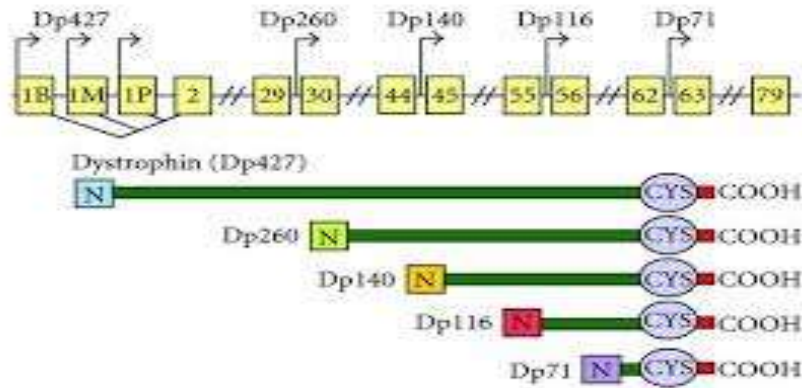 Dp427 Dp260 Dp140 Dp116 Dp71
1B 1M 1P 2 // 29 30 // 44 45 // 55 56 // 62 63 // 79
Dystrophin (Dp427)
N CYS COOH
Dp260 N CYS COOH
Dp140 N CYS COOH
Dp116 N CYS COOH
Dp71 N CYS COOH